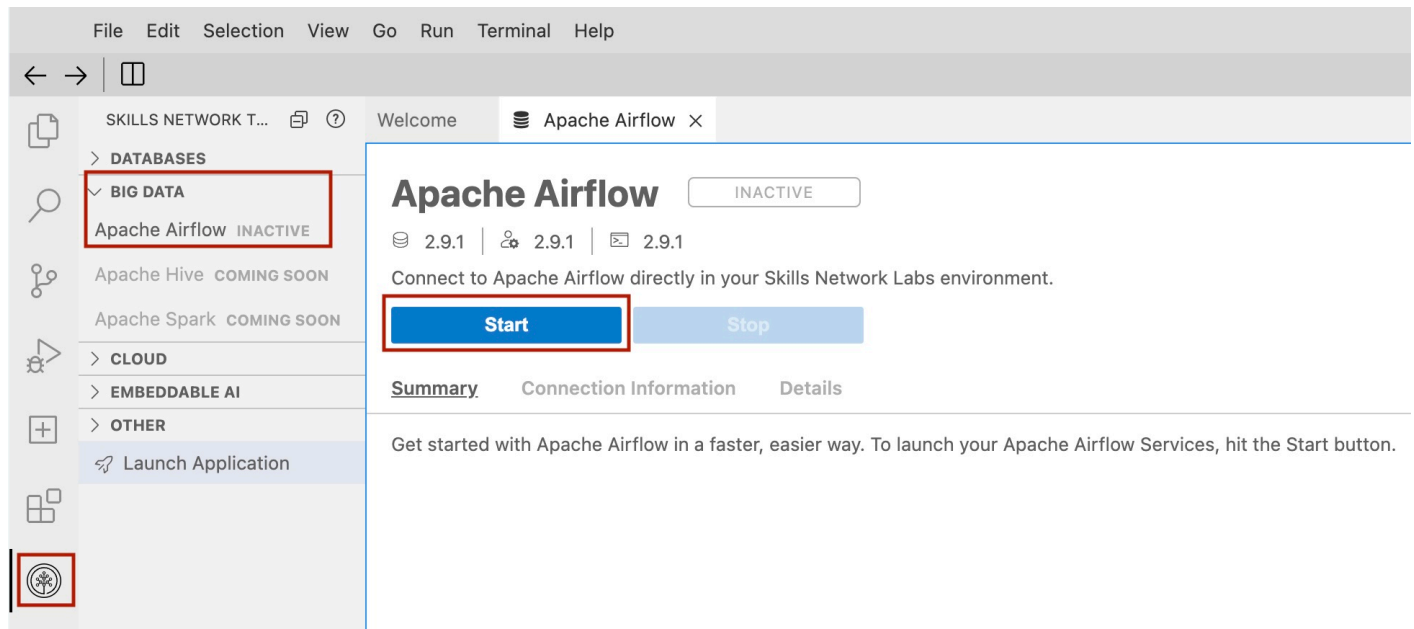 File Edit Selection View Go Run Terminal Help
SKILLS NETWORK T...
Welcome
Apache Airflow
DATABASES
BIG DATA
Apache Airflow INACTIVE
Apache Hive COMING SOON
Apache Spark COMING SOON
CLOUD
EMBEDDABLE AI
OTHER
Launch Application
Apache Airflow INACTIVE
2.9.1 2.9.1 2.9.1
Connect to Apache Airflow directly in your Skills Network Labs environment.
Start Stop
Summary Connection Information Details
Get started with Apache Airflow in a faster, easier way. To launch your Apache Airflow Services, hit the Start button.